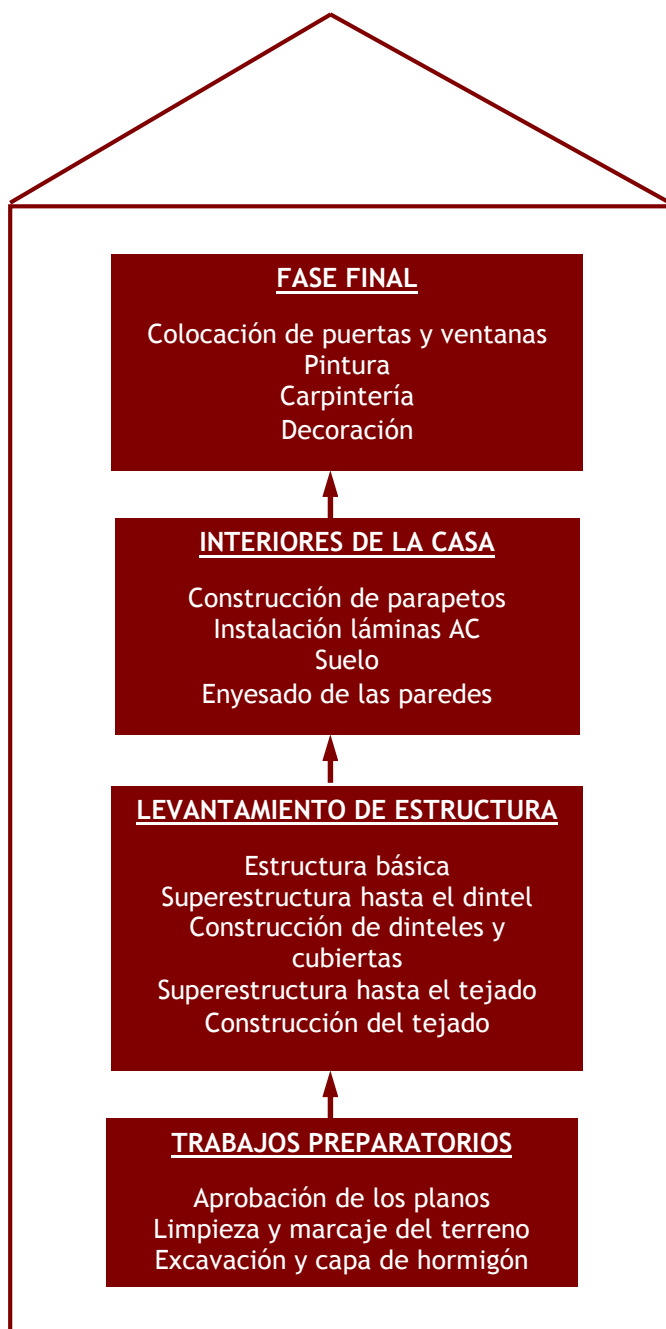 FASE FINAL
Colocación de puertas y ventanas
Pintura
Carpintería
Decoración
INTERIORES DE LA CASA
Construcción de parapetos
Instalación láminas AC
Suelo
Enyesado de las paredes
LEVANTAMIENTO DE ESTRUCTURA
Estructura básica
Superestructura hasta el dintel
Construcción de dinteles y
cubiertas
Superestructura hasta el tejado
Construcción del tejado
TRABAJOS PREPARATORIOS
Aprobación de los planos
Limpieza y marcaje del terreno
Excavación y capa de hormigón